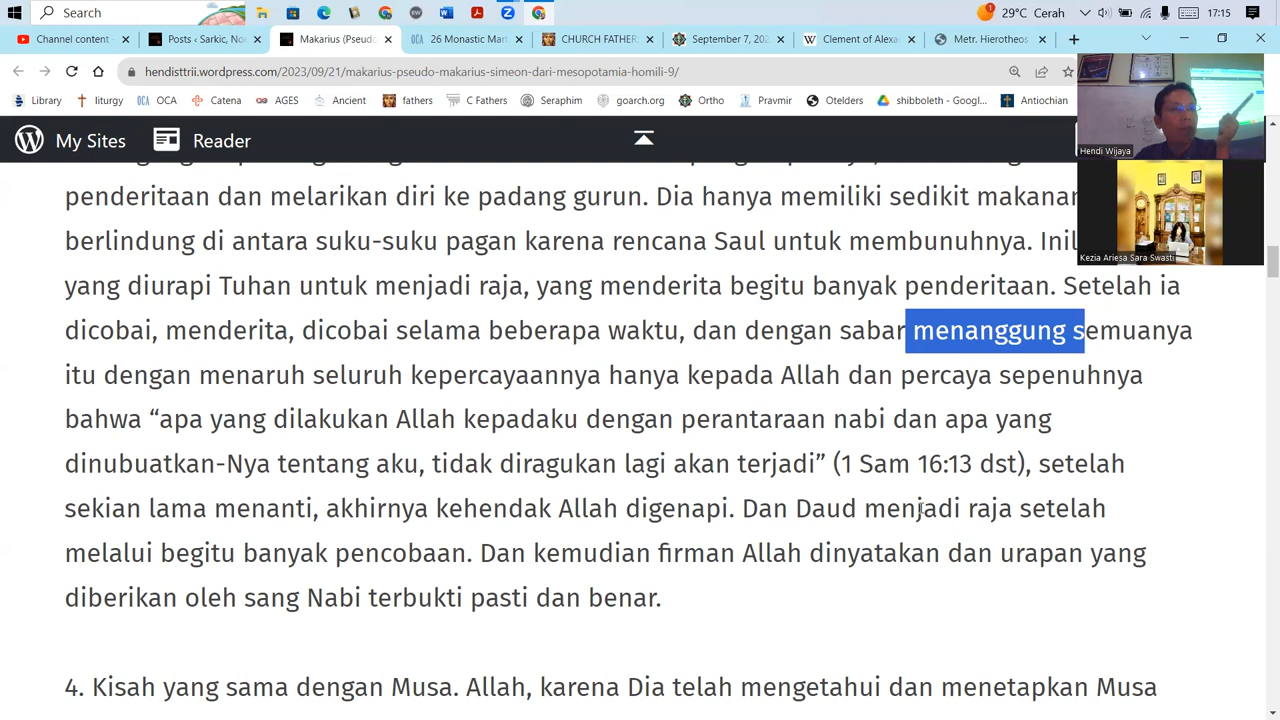 Search
29°C Cerah
17:15
Channel content -
Posts ‹ Sarkic, No
Makarius (Pseudo
26 Monastic Mart
CHURCH FATHER
September 7, 202
Clement of Alexa
Metr. Hierotheos
hendisttrii.wordpress.com/2023/09/21/makarius-pseudo-makarius-simeon-dari-mesopotamia-homili-9/
Library
liturgy
OCA
Catena
AGES
Ancient
fathers
C Fathers
Seraphim
goarch.org
Ortho
Pravmir
Otelders
shibboleth - Googl...
Antiochian
My Sites
Reader
Hendi Wijaya
Kezia Ariesa Sara Swasti
penderitaan dan melarikan diri ke padang gurun. Dia hanya memiliki sedikit makanan
berlindung di antara suku-suku pagan karena rencana Saul untuk membunuhnya. Inil
yang diurapi Tuhan untuk menjadi raja, yang menderita begitu banyak penderitaan. Setelah ia
dicobai, menderita, dicobai selama beberapa waktu, dan dengan sabar menanggung semuanya
itu dengan menaruh seluruh kepercayaannya hanya kepada Allah dan percaya sepenuhnya
bahwa “apa yang dilakukan Allah kepadaku dengan perantaraan nabi dan apa yang
dinubuatkan-Nya tentang aku, tidak diragukan lagi akan terjadi” (1 Sam 16:13 dst), setelah
sekian lama menanti, akhirnya kehendak Allah digenapi. Dan Daud menjadi raja setelah
melalui begitu banyak pencobaan. Dan kemudian firman Allah dinyatakan dan urapan yang
diberikan oleh sang Nabi terbukti pasti dan benar.
4. Kisah yang sama dengan Musa. Allah, karena Dia telah mengetahui dan menetapkan Musa